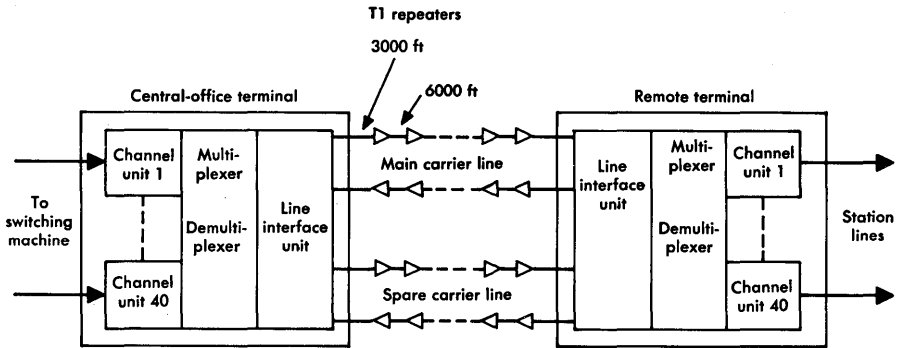 T1 repeaters
3000 ft
6000 ft
Central-office terminal
Remote terminal
Channel
unit 1
Multi-
plexer
Demulti-
plexer
Line
interface
unit
Channel
unit 40
To
switching
machine
Main carrier line
Spare carrier line
Line
interface
unit
Multi-
plexer
Demulti-
plexer
Channel
unit 1
Channel
unit 40
Station
lines